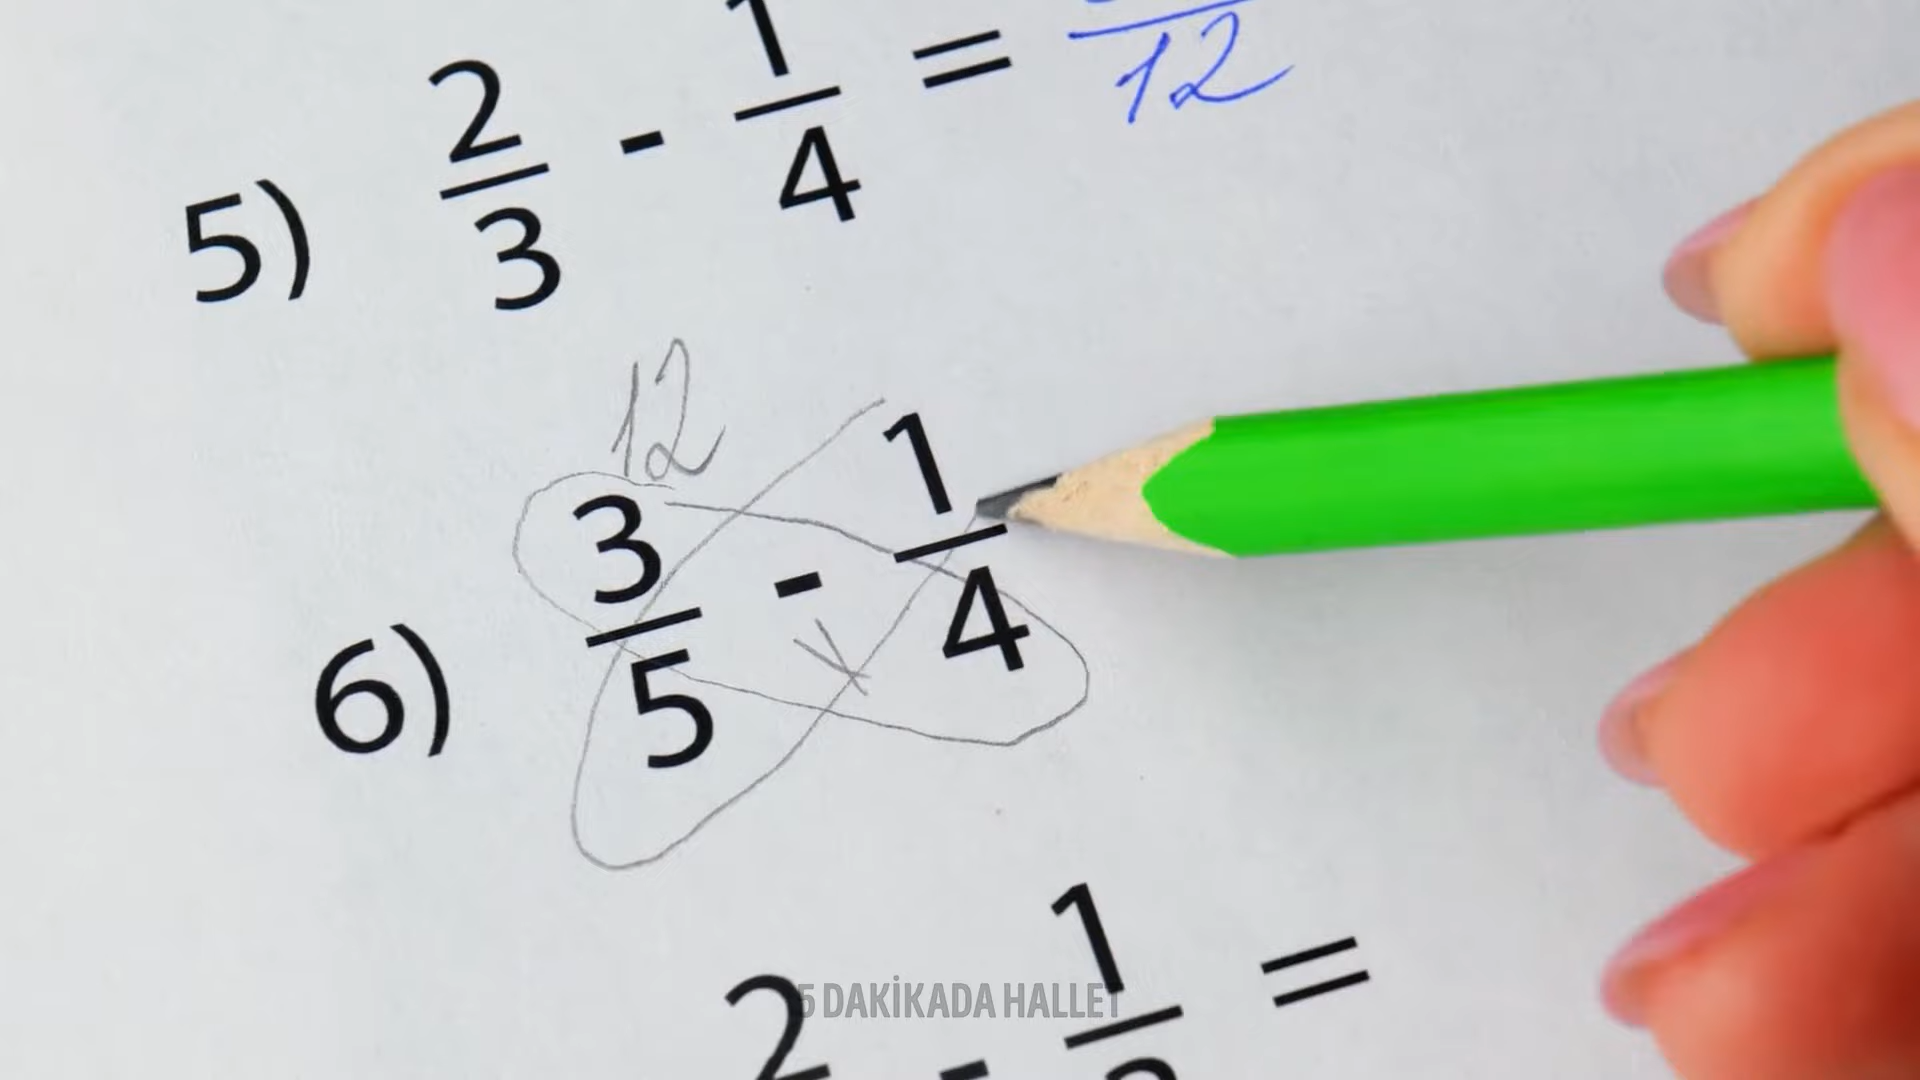 5) 2/3 - 1/4 = /12
12
6) 3/5 - 1/4
2 - 1 =
5 DAKİKADA HALLET